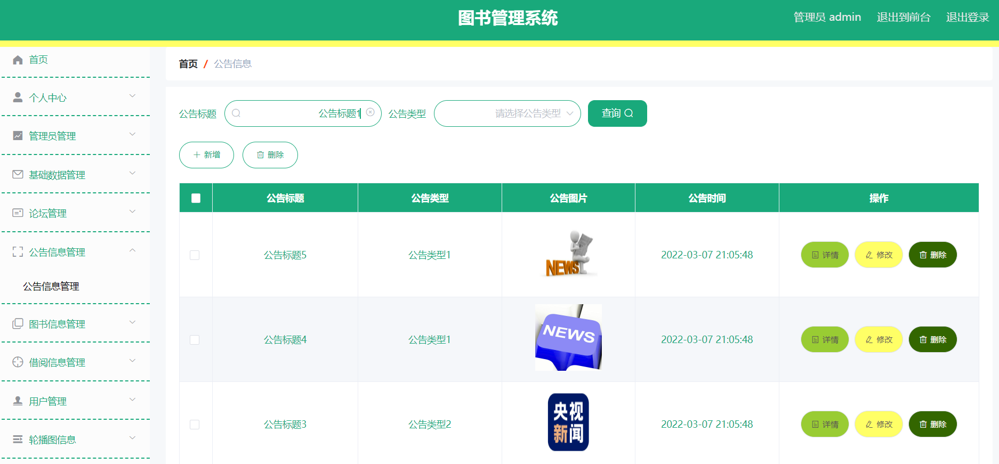 图书管理系统
管理员 admin 退出到前台 退出登录
首页
个人中心
管理员管理
基础数据管理
论坛管理
公告信息管理
公告信息管理
图书信息管理
借阅信息管理
用户管理
轮播图信息
首页 / 公告信息
公告标题 公告标题1 公告类型 请选择公告类型 查询
新增 删除
公告标题 公告类型 公告图片 公告时间 操作
公告标题5 公告类型1 NEWS 2022-03-07 21:05:48 详情 修改 删除
公告标题4 公告类型1 NEWS 2022-03-07 21:05:48 详情 修改 删除
公告标题3 公告类型2 央视 2022-03-07 21:05:48 详情 修改 删除
新闻